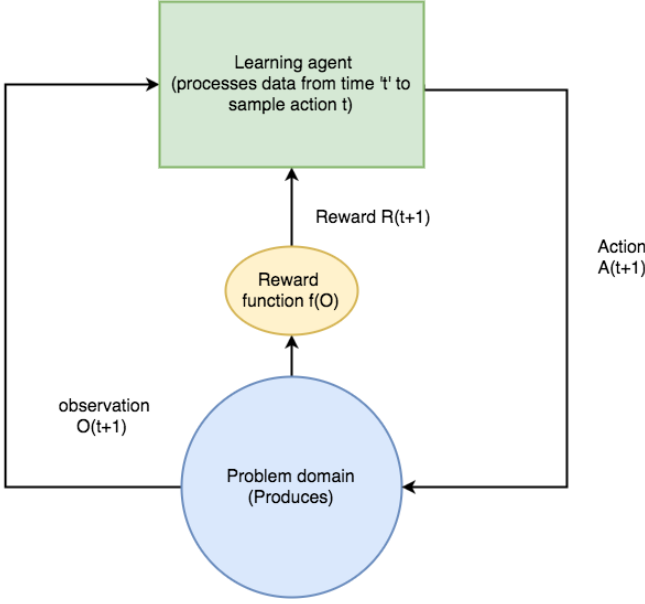 Learning agent
(processes data from time 't' to
sample action t)
Reward R(t+1)
Action
A(t+1)
Reward
function f(O)
observation
O(t+1)
Problem domain
(Produces)